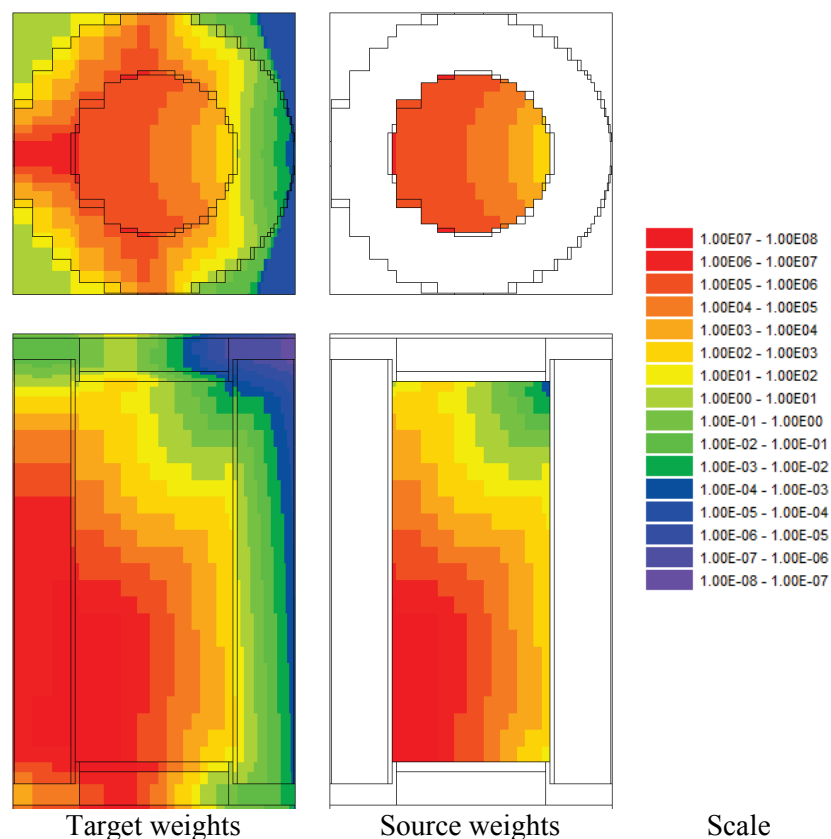 1.00E07 - 1.00E08
1.00E06 - 1.00E07
1.00E05 - 1.00E06
1.00E04 - 1.00E05
1.00E03 - 1.00E04
1.00E02 - 1.00E03
1.00E01 - 1.00E02
1.00E00 - 1.00E01
1.00E-01 - 1.00E00
1.00E-02 - 1.00E-01
1.00E-03 - 1.00E-02
1.00E-04 - 1.00E-03
1.00E-05 - 1.00E-04
1.00E-06 - 1.00E-05
1.00E-07 - 1.00E-06
1.00E-08 - 1.00E-07
Target weights Source weights Scale